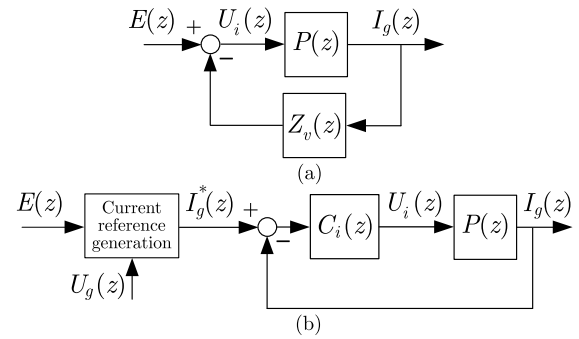 E(z) + U_i(z) P(z) I_g(z)
−
Z_v(z)
(a)
E(z) Current reference generation I_g^*(z) + C_i(z) U_i(z) P(z) I_g(z)
−
U_g(z)
(b)